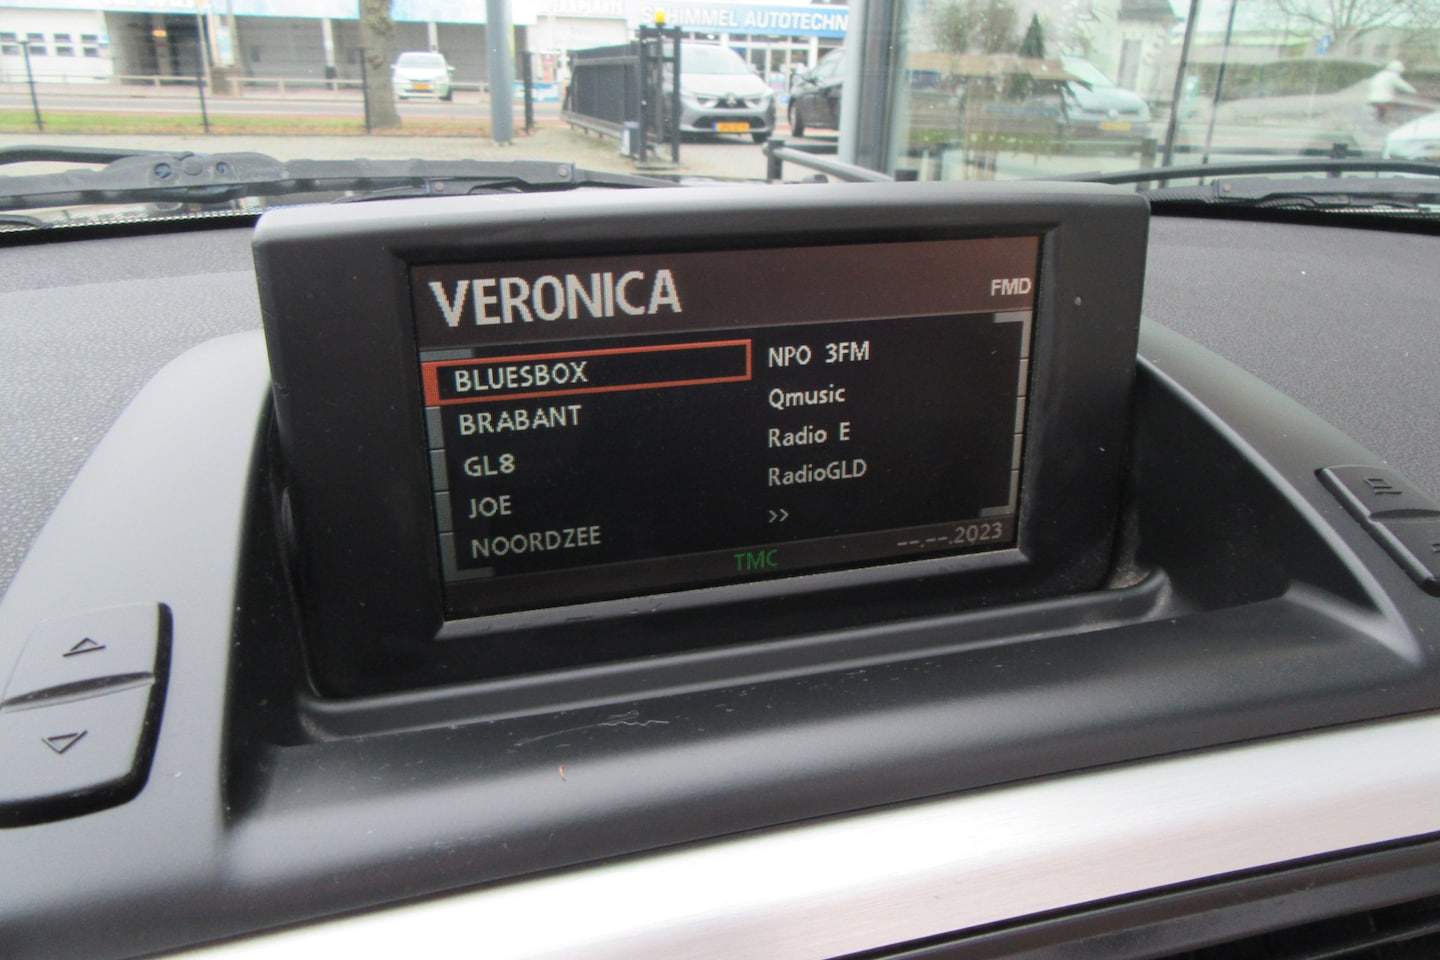 SCHIMMEL AUTOTECHN
VERONICA
FMD
BLUESBOX
BRABANT
GL8
JOE
NOORDZEE
NPO 3FM
Qmusic
Radio E
RadioGLD
>>
TMC
--.--.2023